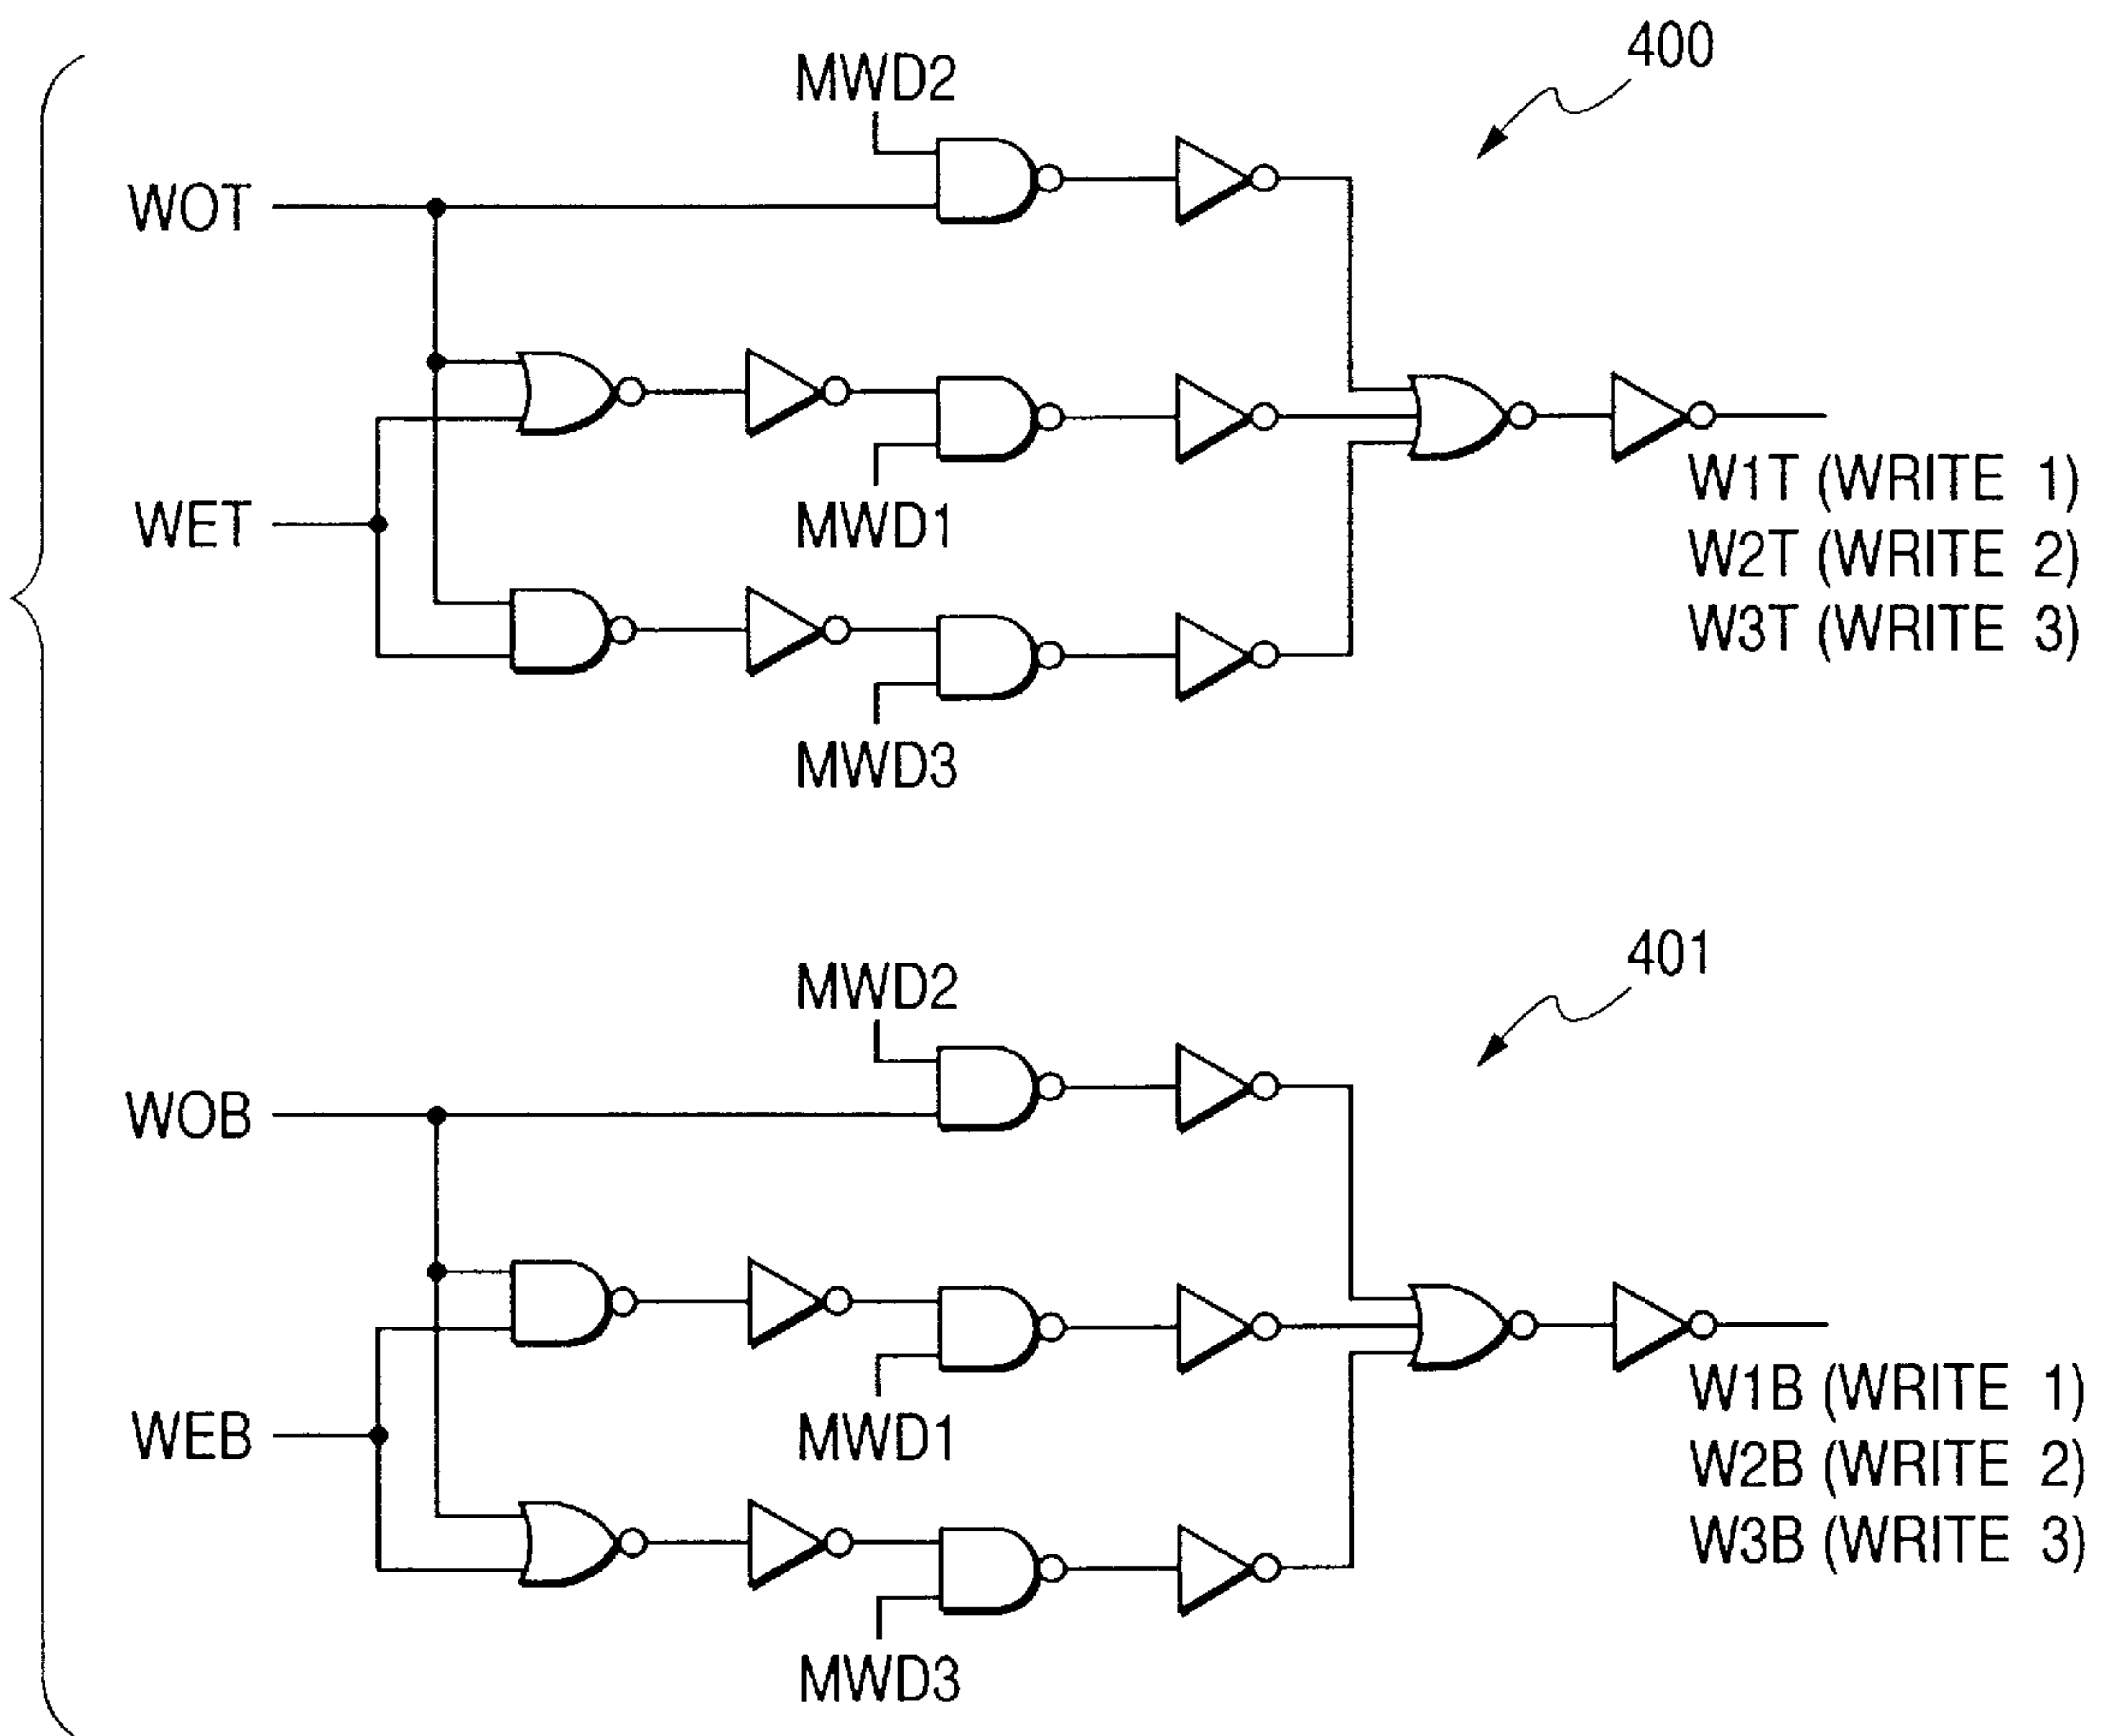 400
MWD2
WOT
MWD1
WET
W1T (WRITE 1)
W2T (WRITE 2)
W3T (WRITE 3)
MWD3
401
MWD2
WOB
MWD1
WEB
W1B (WRITE 1)
W2B (WRITE 2)
W3B (WRITE 3)
MWD3